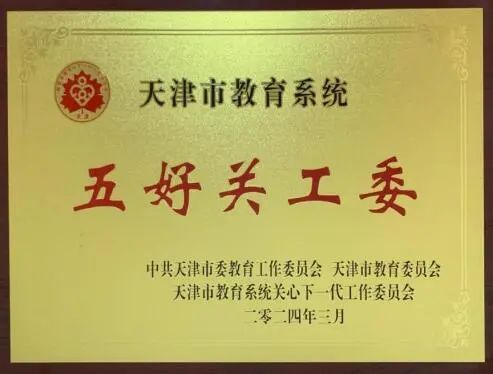 天津市教育系统
五好关工委
中共天津市委教育工作委员会 天津市教育委员会
天津市教育系统关心下一代工作委员会
二零二四年三月